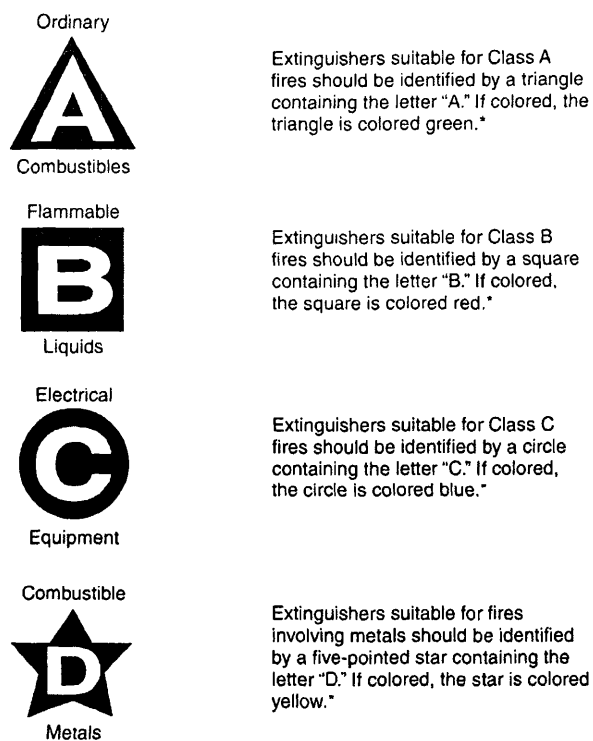 Ordinary
A
Combustibles
Extinguishers suitable for Class A
fires should be identified by a triangle
containing the letter “A.” If colored, the
triangle is colored green.*
Flammable
B
Liquids
Extinguishers suitable for Class B
fires should be identified by a square
containing the letter “B.” If colored,
the square is colored red.*
Electrical
C
Equipment
Extinguishers suitable for Class C
fires should be identified by a circle
containing the letter “C.” If colored,
the circle is colored blue.*
Combustible
D
Metals
Extinguishers suitable for fires
involving metals should be identified
by a five-pointed star containing the
letter “D.” If colored, the star is colored
yellow.*